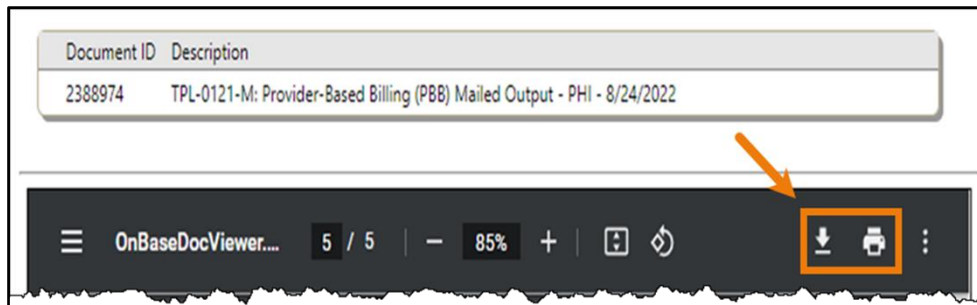 Document ID Description
2388974 TPL-0121-M: Provider-Based Billing (PBB) Mailed Output - PHI - 8/24/2022
OnBaseDocViewer.... 5 / 5 | − 85% + |